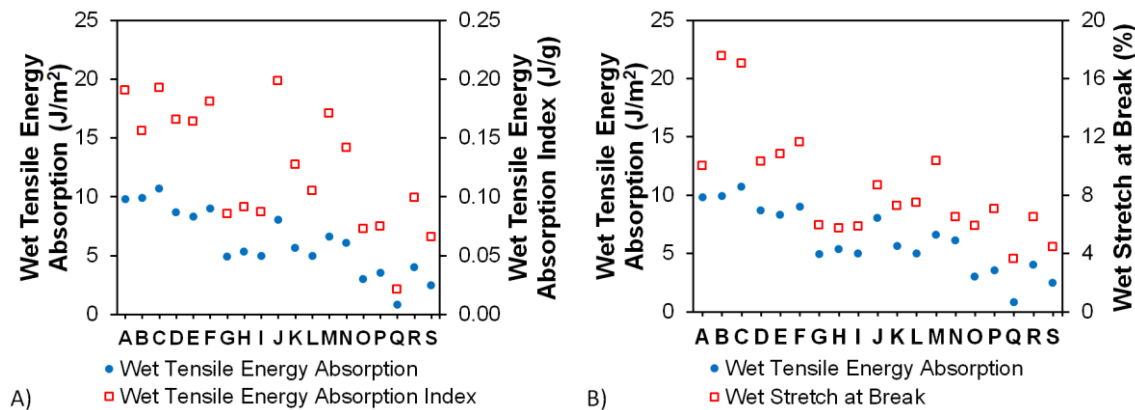 Wet Tensile Energy
Absorption (J/m²)
25
20
15
10
5
0
0.25
0.20
0.15
0.10
0.05
0.00
Wet Tensile Energy
Absorption Index (J/g)
A B C D E F G H I J K L M N O P Q R S
Wet Tensile Energy Absorption
Wet Tensile Energy Absorption Index
A)
Wet Tensile Energy
Absorption (J/m²)
25
20
15
10
5
0
20
16
12
8
4
0
Wet Stretch at Break (%)
A B C D E F G H I J K L M N O P Q R S
Wet Tensile Energy Absorption
Wet Stretch at Break
B)